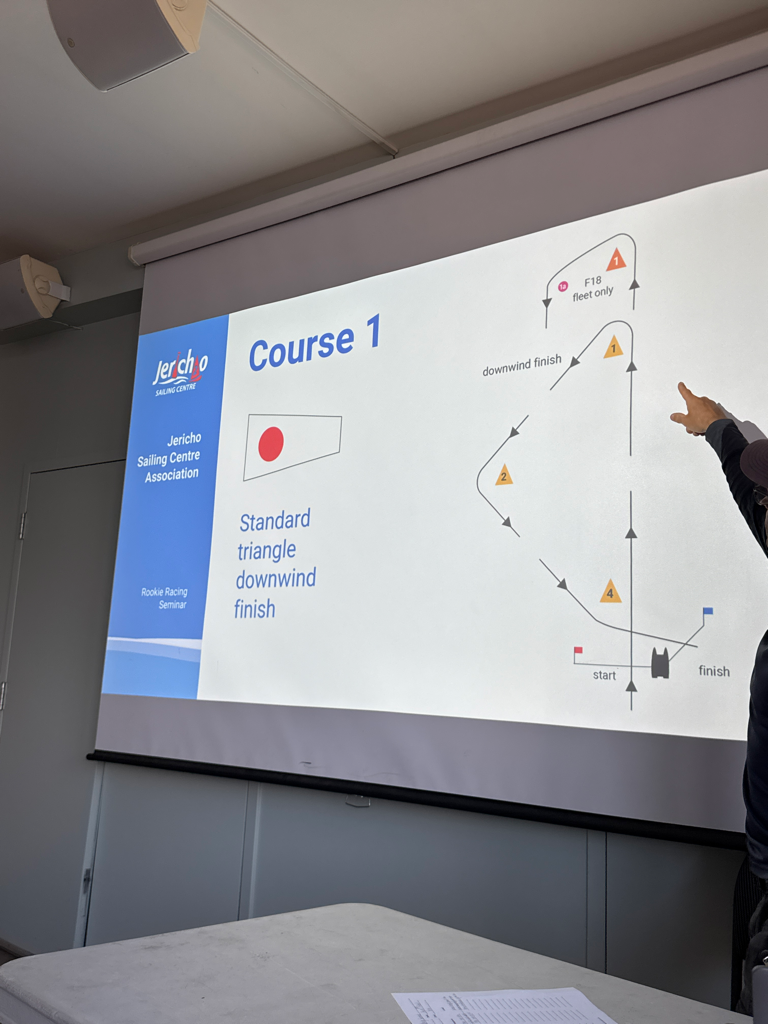 Jericho
SAILING CENTRE
Jericho
Sailing Centre
Association
Rookie Racing
Seminar
Course 1
Standard
triangle
downwind
finish
1
1a
F18
fleet only
1
downwind finish
2
4
start
finish